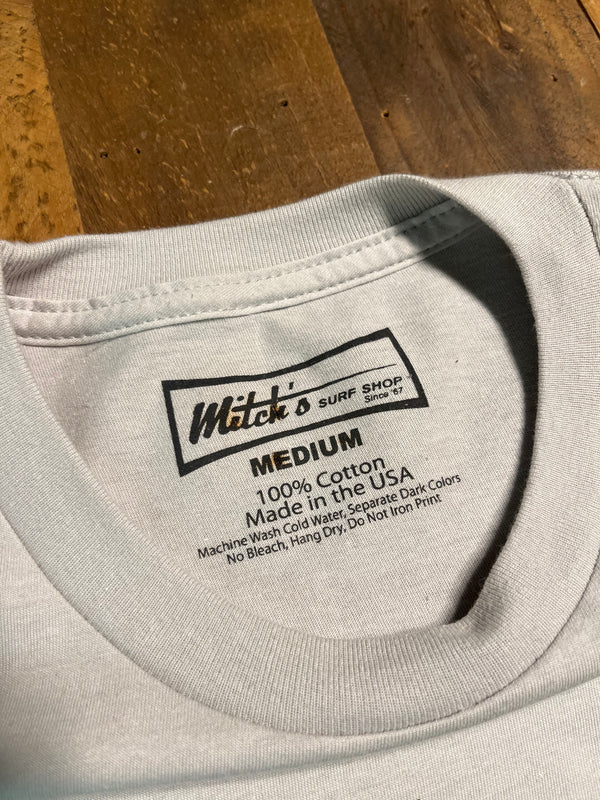 Mitch's SURF SHOP
Since '67
MEDIUM
100% Cotton
Made in the USA
Machine Wash Cold Water, Separate Dark Colors
No Bleach, Hang Dry, Do Not Iron Print